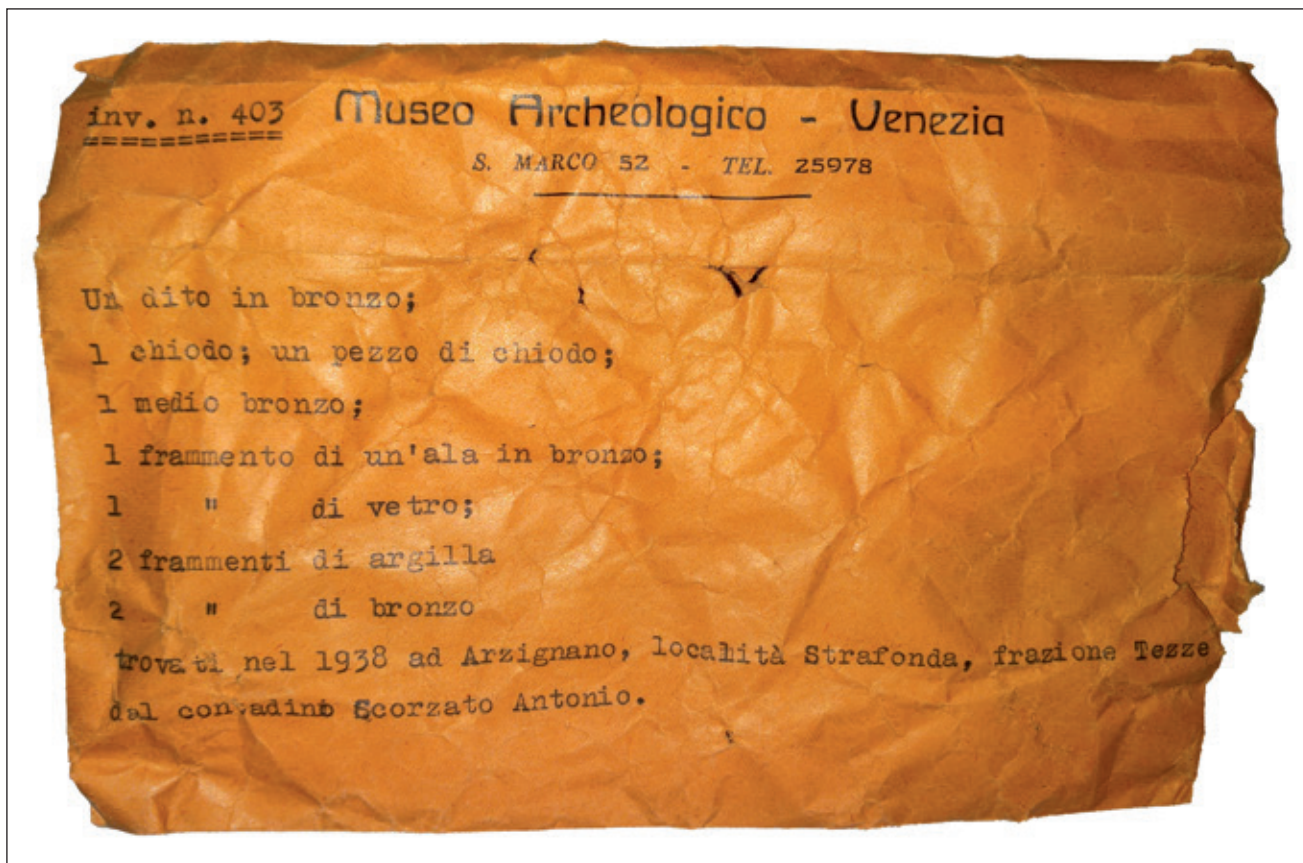 inv. n. 403 Museo Archeologico - Venezia
S. MARCO 52 - TEL. 25978
Un dito in bronzo;
1 chiodo; un pezzo di chiodo;
1 medio bronzo;
1 frammento di un'ala in bronzo;
1 " di vetro;
2 frammenti di argilla
2 " di bronzo
trovati nel 1938 ad Arzignano, località Strafonda, frazione Tezze
dal contadino Scorzato Antonio.